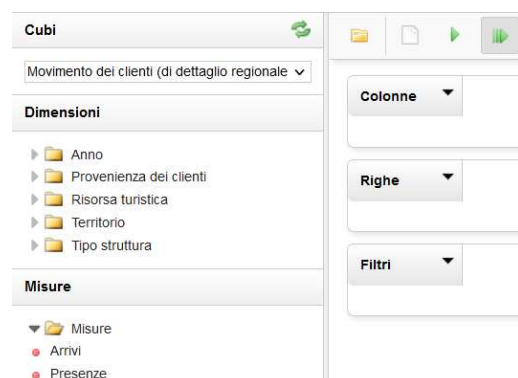 Cubi
Movimento dei clienti (di dettaglio regionale
Dimensioni
Anno
Provenienza dei clienti
Risorsa turistica
Territorio
Tipo struttura
Misure
Misure
Arrivi
Presenze
Colonne
Righe
Filtri